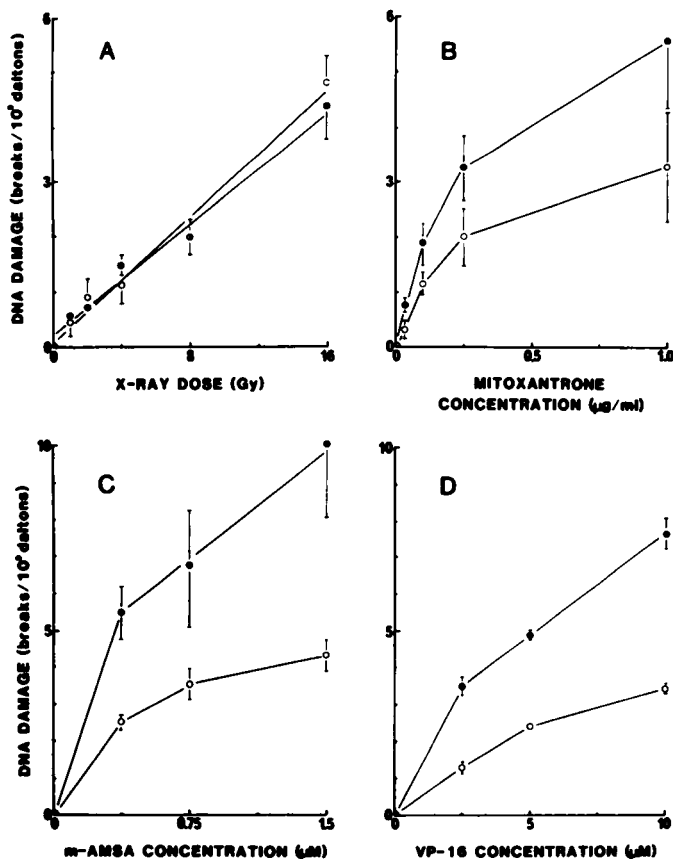 A
6
3
0
DNA DAMAGE (breaks/10⁹ daltons)
0
8
16
X-RAY DOSE (Gy)
B
6
3
0
0
0.5
1.0
MITOXANTRONE
CONCENTRATION (µg/ml)
C
10
5
0
DNA DAMAGE (breaks/10⁹ daltons)
0
0.75
1.5
m-AMSA CONCENTRATION (µM)
D
10
5
0
0
5
10
VP-16 CONCENTRATION (µM)